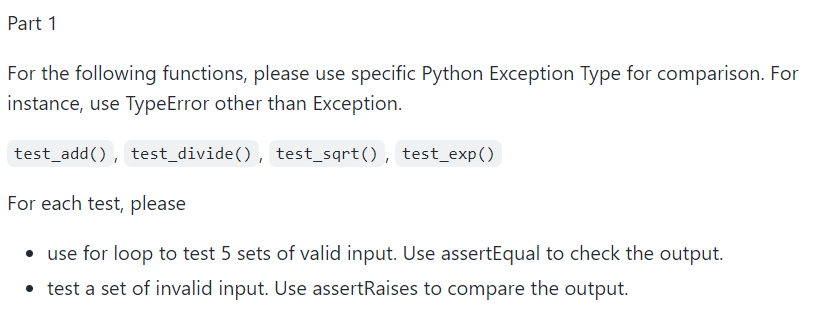 Part 1
For the following functions, please use specific Python Exception Type for comparison. For
instance, use TypeError other than Exception.
test_add() , test_divide() , test_sqrt() , test_exp()
For each test, please
• use for loop to test 5 sets of valid input. Use assertEqual to check the output.
• test a set of invalid input. Use assertRaises to compare the output.